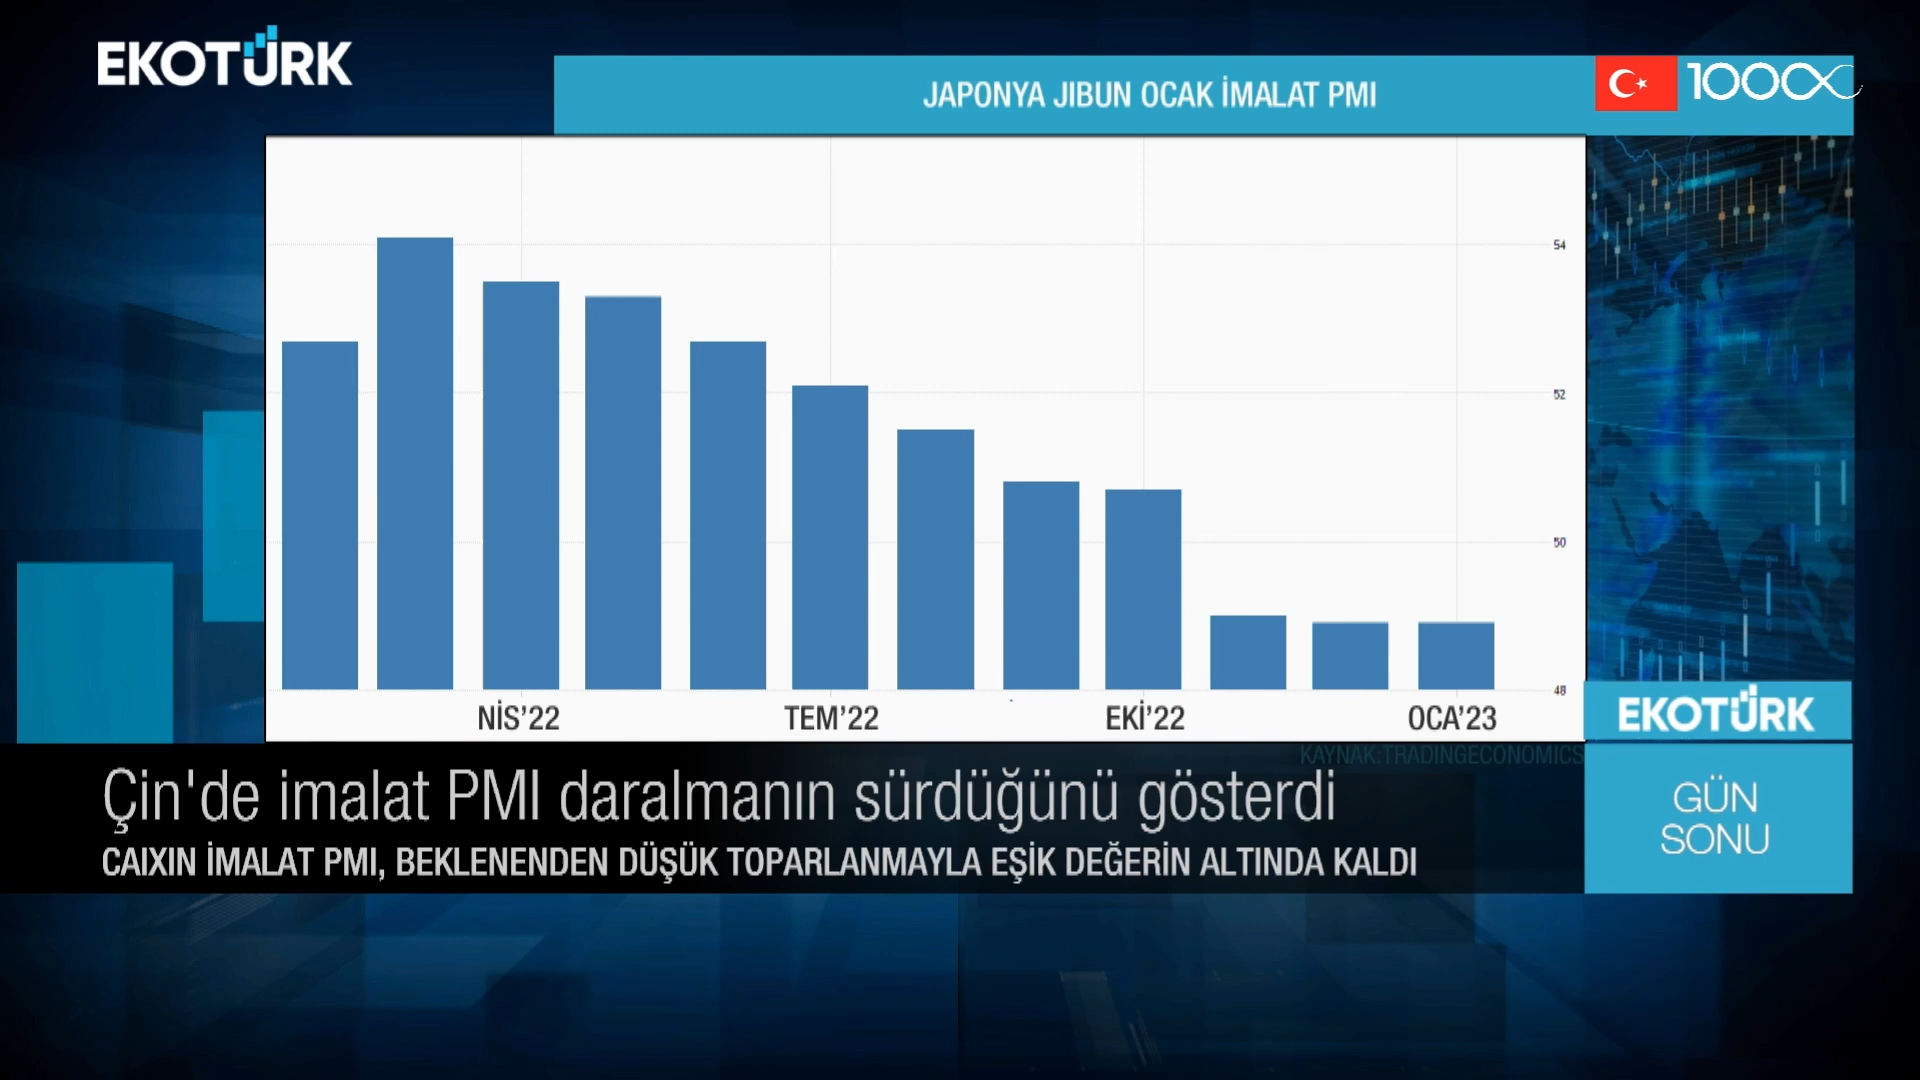 EKOTÜRK
JAPONYA JIBUN OCAK İMALAT PMI
100
54
52
50
48
NİS’22
TEM’22
EKİ’22
OCA’23
EKOTÜRK
KAYNAK:TRADINGECONOMICS
Çin'de imalat PMI daralmanın sürdüğünü gösterdi
CAIXIN İMALAT PMI, BEKLENENDEN DÜŞÜK TOPARLANMAYLA EŞİK DEĞERİN ALTINDA KALDI
GÜN
SONU